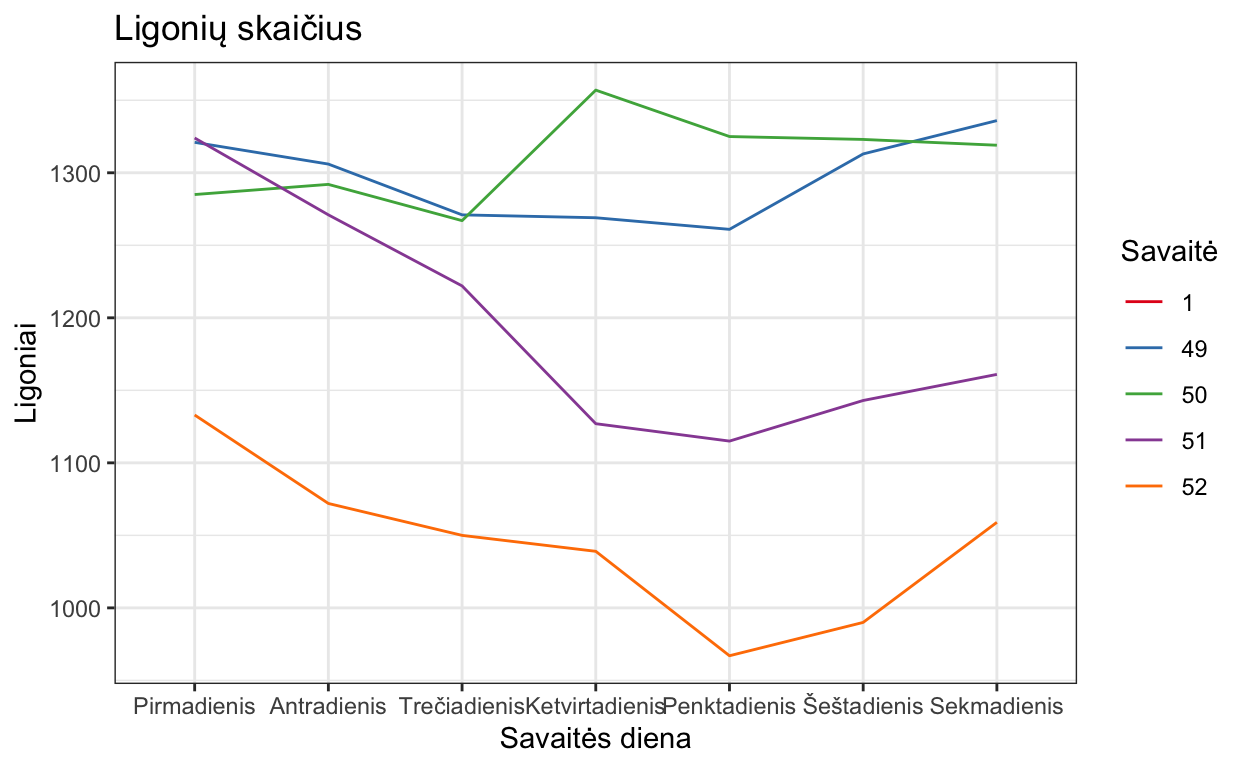 Ligonių skaičius
Ligoniai
1300
1200
1100
1000
Pirmadienis Antradienis Trečiadienis Ketvirtadienis Penktadienis Šeštadienis Sekmadienis
Savaitės diena
Savaitė
1
49
50
51
52